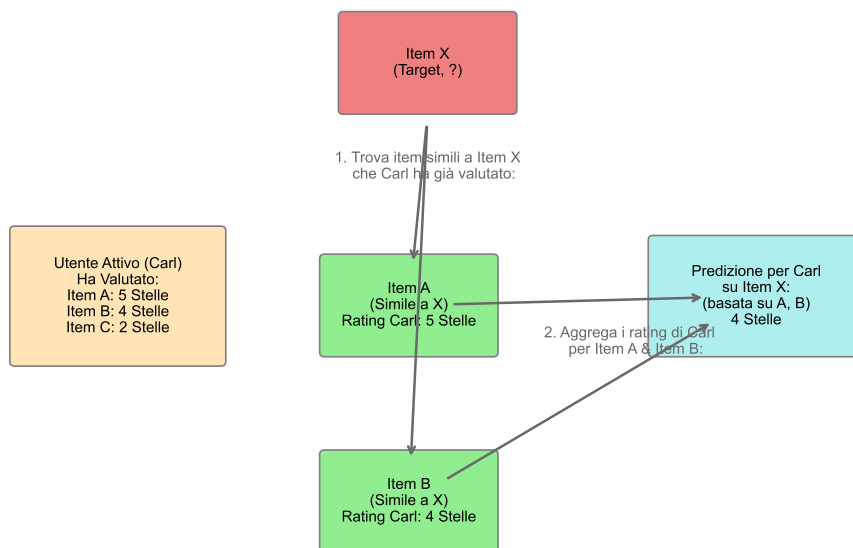 Item X
(Target, ?)
1. Trova item simili a Item X
che Carl ha già valutato:
Utente Attivo (Carl)
Ha Valutato:
Item A: 5 Stelle
Item B: 4 Stelle
Item C: 2 Stelle
Item A
(Simile a X)
Rating Carl: 5 Stelle
Predizione per Carl
su Item X:
(basata su A, B)
4 Stelle
2. Aggrega i rating di Carl
per Item A & Item B:
Item B
(Simile a X)
Rating Carl: 4 Stelle